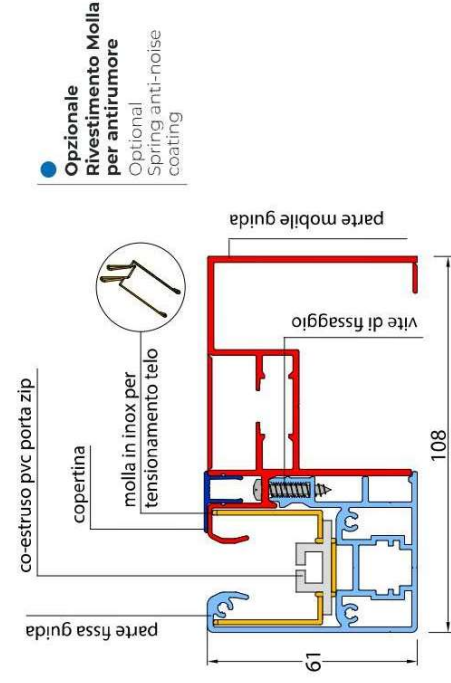 Opzionale
Rivestimento Molla
per antirumore
Optional
Spring anti-noise
coating
co-estruso pvc porta zip
copertina
molla in inox per
tensionamento telo
parte fissa guida
parte mobile guida
vite di fissaggio
61
108